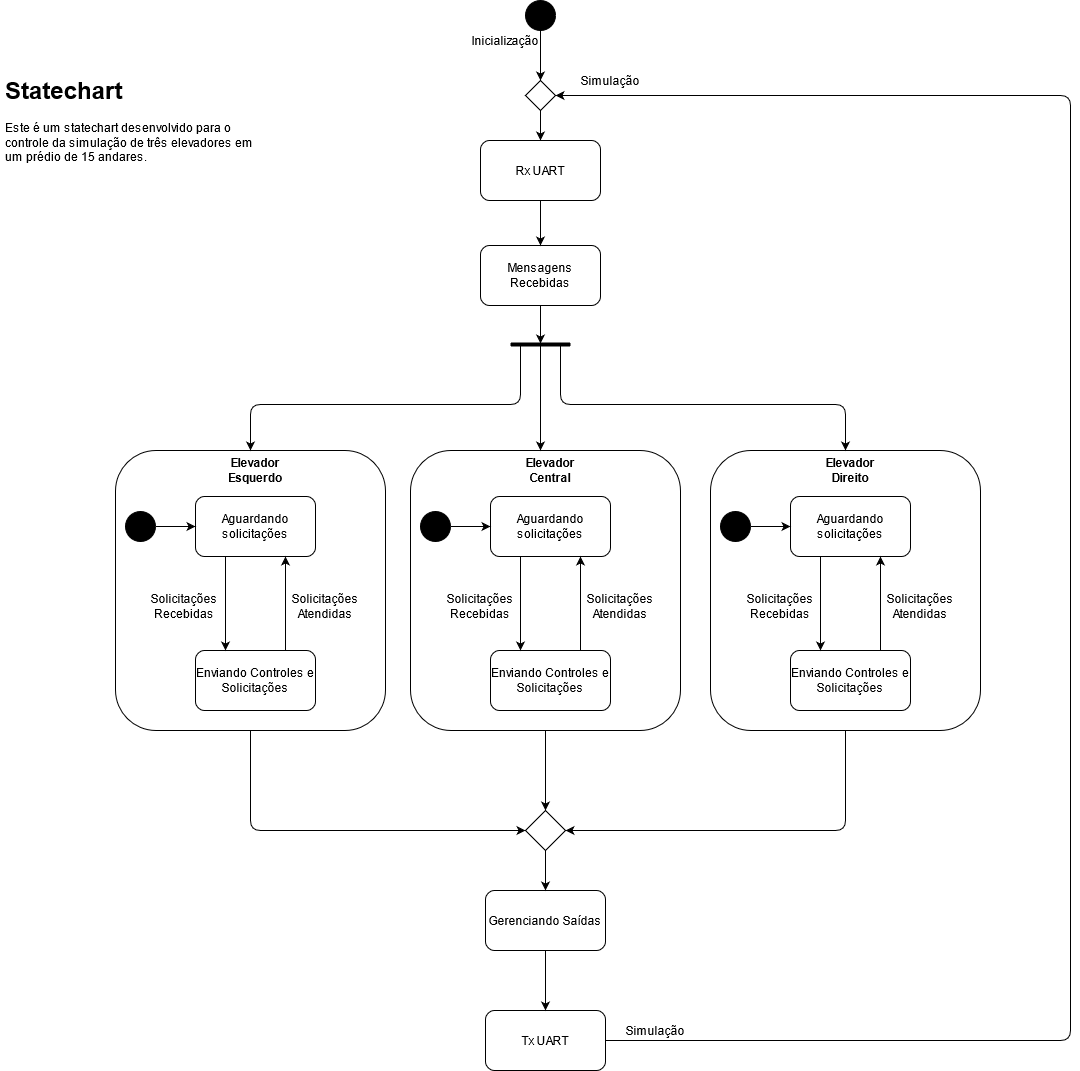 Inicialização
Simulação
Statechart
Este é um statechart desenvolvido para o
controle da simulação de três elevadores em
um prédio de 15 andares.
Rx UART
Mensagens
Recebidas
Elevador
Esquerdo
Aguardando
solicitações
Solicitações
Recebidas
Solicitações
Atendidas
Enviando Controles e
Solicitações
Elevador
Central
Aguardando
solicitações
Solicitações
Recebidas
Solicitações
Atendidas
Enviando Controles e
Solicitações
Elevador
Direito
Aguardando
solicitações
Solicitações
Recebidas
Solicitações
Atendidas
Enviando Controles e
Solicitações
Gerenciando Saídas
Tx UART
Simulação